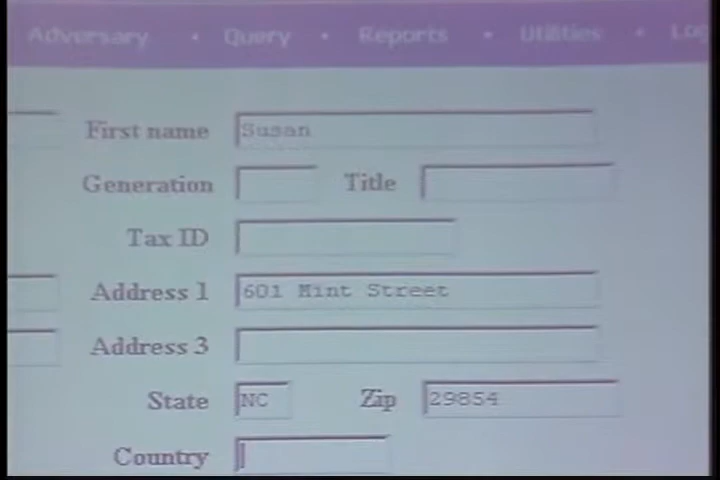 Adversary • Query • Reports • Utilities • Log
First name Susan
Generation Title
Tax ID
Address 1 601 Mint Street
Address 3
State NC Zip 29854
Country